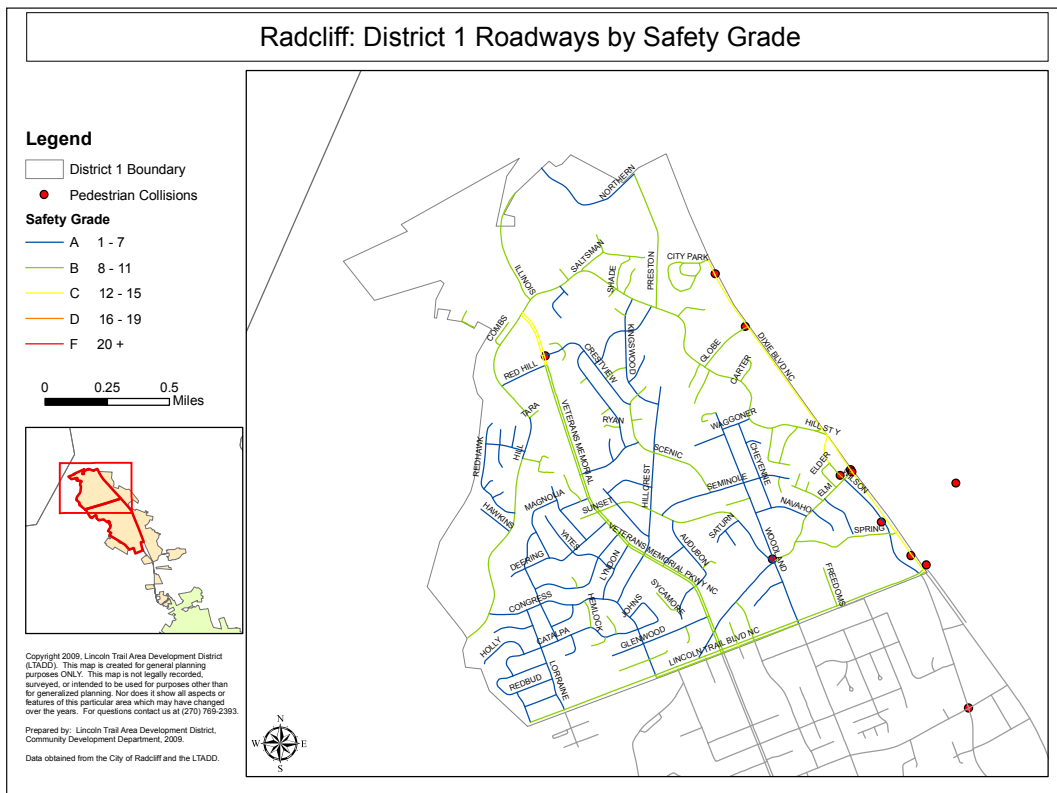 Radcliff: District 1 Roadways by Safety Grade
Legend
District 1 Boundary
Pedestrian Collisions
Safety Grade
A 1 - 7
B 8 - 11
C 12 - 15
D 16 - 19
F 20 +
0 0.25 0.5
Miles
Copyright 2009, Lincoln Trail Area Development District
(LTADD). This map is created for general planning
purposes ONLY. This map is not legally recorded,
surveyed, or intended to be used for purposes other than
for generalized planning. Nor does it show all aspects or
features of this particular area which may have changed
over the years. For questions contact us at (270) 769-2393.
Prepared by: Lincoln Trail Area Development District,
Community Development Department, 2009.
Data obtained from the City of Radcliff and the LTADD.
N
W E
S
NORTHERN
SALTSMAN
SHADE
PRESTON
CITY PARK
ILLINOIS
COMBS
KINGSWOOD
CRESTVIEW
GLOBE
DIXIE BLVD NC
CARTER
RED HILL
TARA
VETERANS MEMORIAL
RYAN
WAGGONER
HILL ST Y
REDHAWK
HILL
SCENIC
CHEYENNE
ELDER
WILSON
HILLCREST
SEMINOLE
ELM
MAGNOLIA
SUNSET
NAVAHO
HAWKINS
SATURN
SPRING
YATES
WOODLAND
DEERING
LYNDON
VETERANS MEMORIAL PKWY NC
AUDUBON
FREEDOMS
CONGRESS
HEMLOCK
JOHNS
SYCAMORE
HOLLY
CATALPA
GLENWOOD
LINCOLN TRAIL BLVD NC
REDBUD
LORRAINE